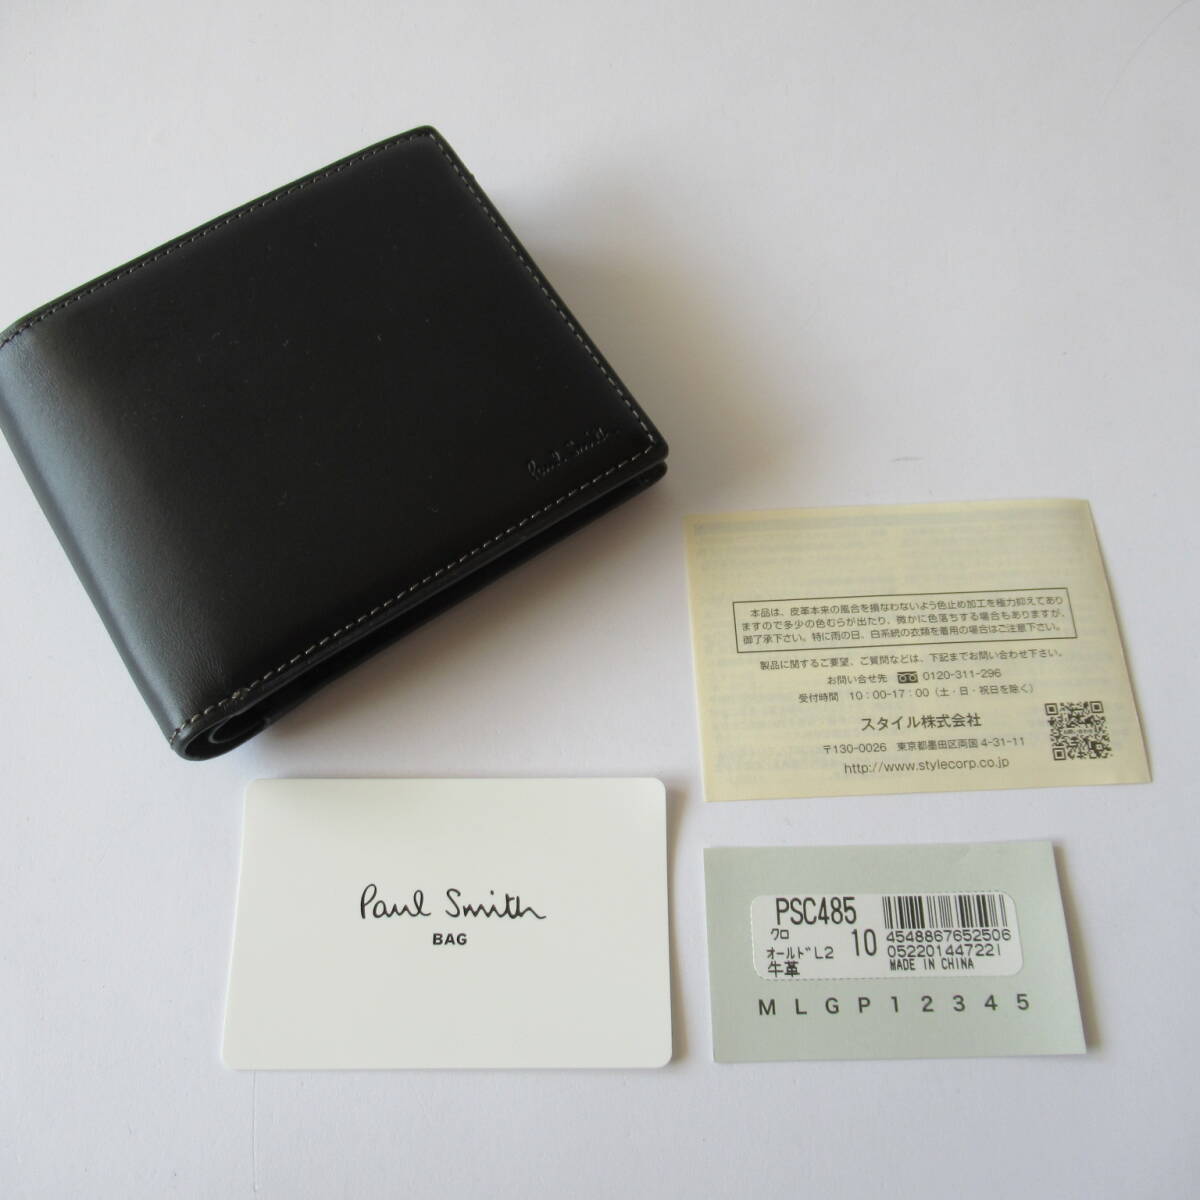 Paul Smith
本品は、皮革本来の風合を損なわないよう色止め加工を極力抑えてあり
ますので多少の色むらが出たり、微かに色落ちする場合もありますが、
御了承下さい。特に雨の日、白系統の衣類を着用の場合はご注意下さい。
製品に関するご要望、ご質問などは、下記までお問い合わせ下さい。
お問い合せ先 0120-311-296
受付時間 10:00-17:00(土・日・祝日を除く)
スタイル株式会社
〒130-0026 東京都墨田区両国4-31-11
http://www.stylecorp.co.jp
Paul Smith
BAG
PSC485
クロ 10 4548867652506
オールドL2 052201447221
牛革 MADE IN CHINA
M L G P 1 2 3 4 5